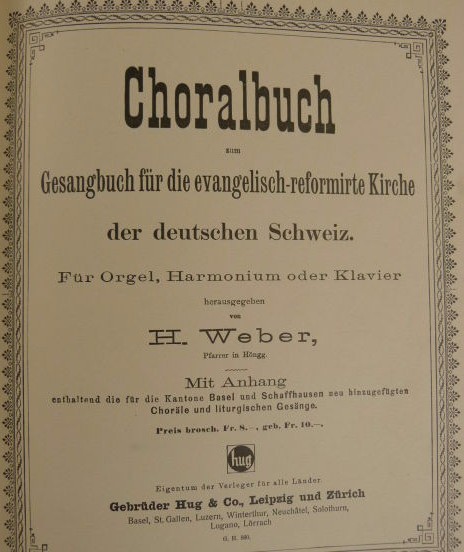 Choralbuch
zum
Gesangbuch für die evangelisch-reformirte Kirche
der deutschen Schweiz.
Für Orgel, Harmonium oder Klavier
herausgegeben
von
H. Weber,
Pfarrer in Höngg.
Mit Anhang
enthaltend die für die Kantone Basel und Schaffhausen neu hinzugefügten
Choräle und liturgischen Gesänge.
Preis brosch. Fr. 8.–, geb. Fr. 10.–,
hug
Eigentum der Verleger für alle Länder
Gebrüder Hug & Co., Leipzig und Zürich
Basel, St. Gallen, Luzern, Winterthur, Neuchâtel, Solothurn,
Lugano, Lörrach
G. H.